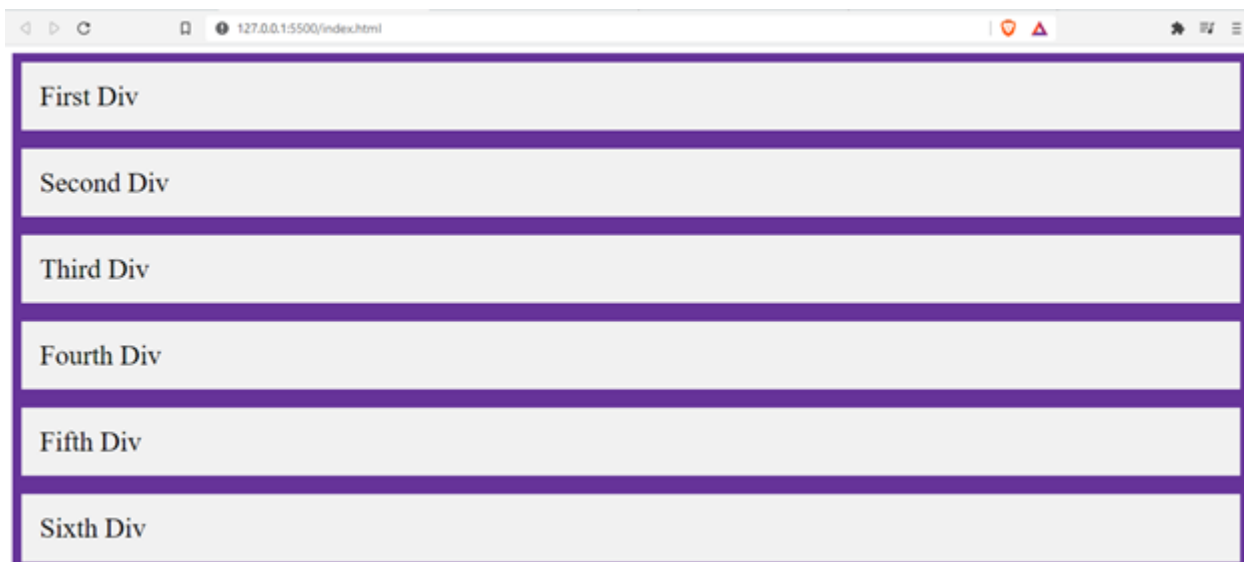 127.0.0.1:5500/index.html
First Div
Second Div
Third Div
Fourth Div
Fifth Div
Sixth Div